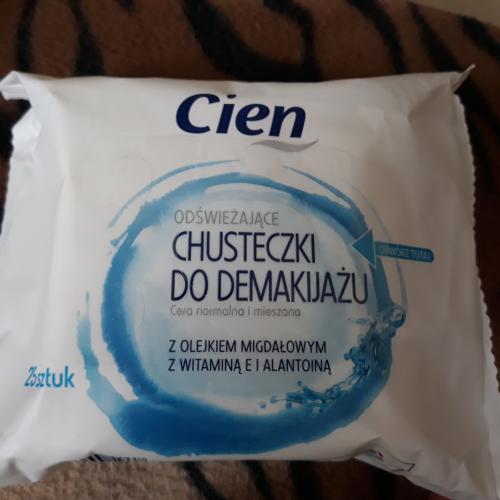 Cien
ODŚWIEŻAJĄCE
CHUSTECZKI
DO DEMAKIJAŻU
Cera normalna i mieszana
OTWÓRZ TUTAJ
Z OLEJKIEM MIGDAŁOWYM
Z WITAMINĄ E I ALANTOINĄ
25 sztuk